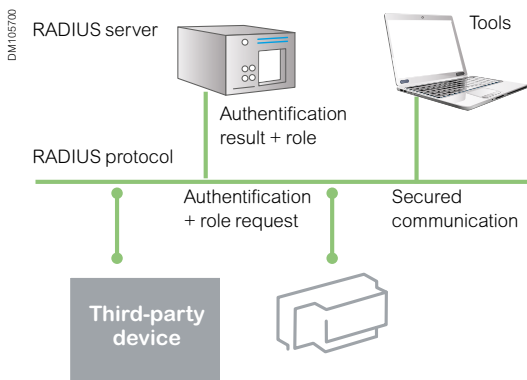 DM105700
RADIUS server
Tools
Authentification
result + role
RADIUS protocol
Authentification
+ role request
Secured
communication
Third-party
device